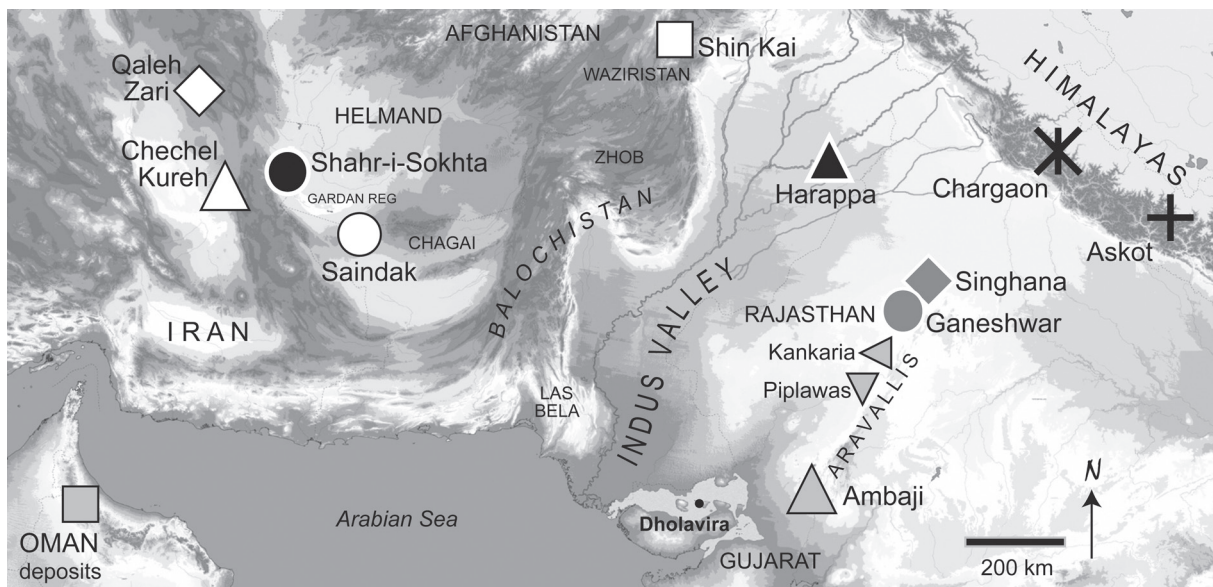 AFGHANISTAN
Shin Kai
WAZIRISTAN
Qaleh
Zari
HELMAND
HIMALAYAS
Chechel
Kureh
Shahr-i-Sokhta
ZHOB
GARDAN REG
Harappa
Chargaon
CHAGAI
Saindak
BALOCHISTAN
Askot
Singhana
RAJASTHAN
Ganeshwar
IRAN
INDUS VALLEY
Kankaria
Piplawas
ARAVALLIS
LAS
BELA
Ambaji
N
Arabian Sea
Dholavira
OMAN
deposits
GUJARAT
200 km